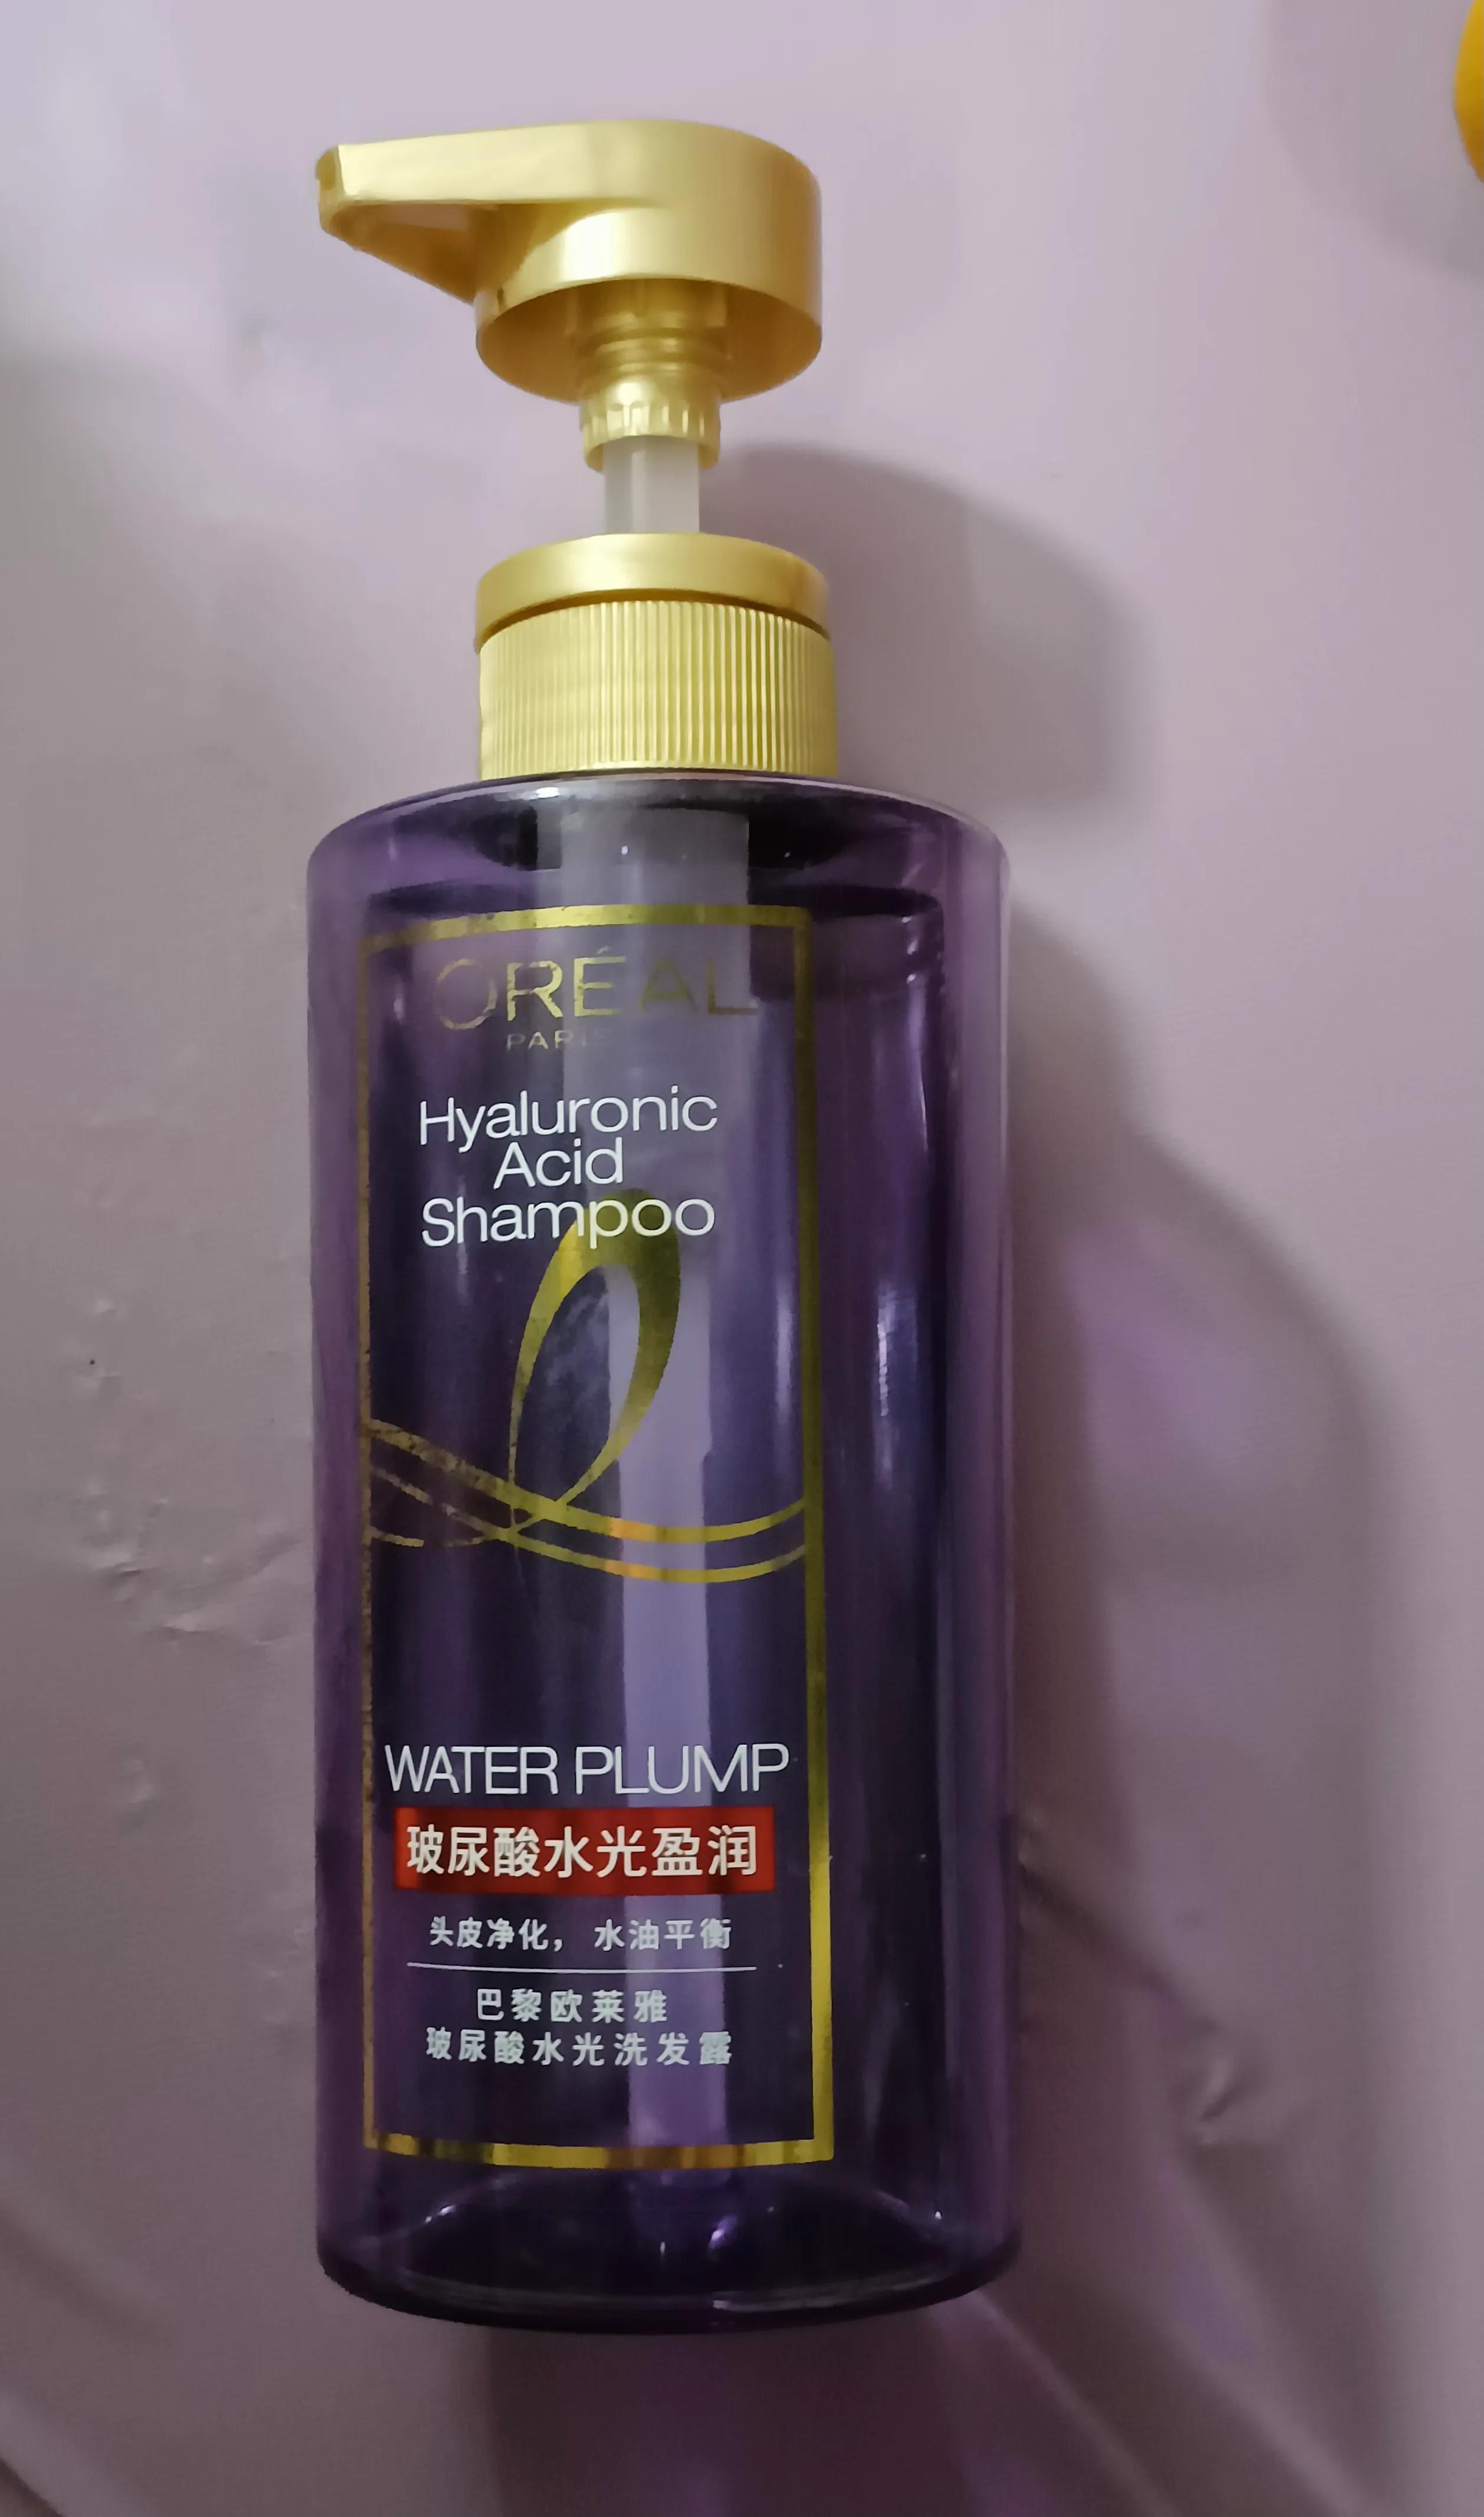 ORÉAL
PARIS
Hyaluronic
Acid
Shampoo
WATER PLUMP
玻尿酸水光盈润
头皮净化， 水油平衡
巴黎欧莱雅
玻尿酸水光洗发露